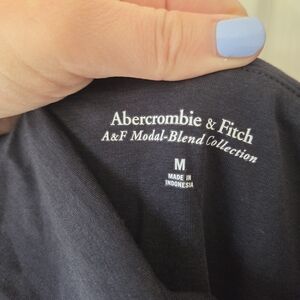 Abercrombie & Fitch
A&F Modal-Blend Collection
M
MADE IN
INDONESIA